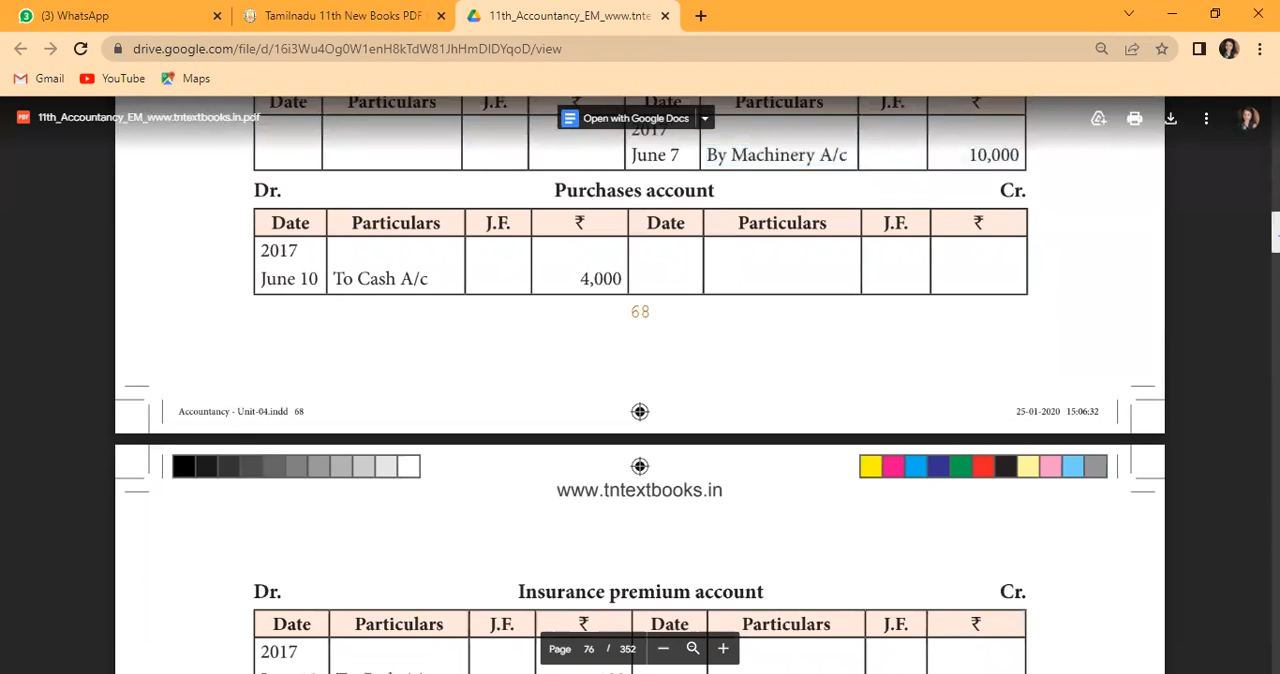 (3) WhatsApp
Tamilnadu 11th New Books PDF
11th_Accountancy_EM_www.tnte
drive.google.com/file/d/16i3Wu4Og0W1enH8kTdW81JhHmDIDYqoD/view
Gmail YouTube Maps
Date Particulars J.F. ₹ Date Particulars J.F. ₹
11th_Accountancy_EM_www.tntextbooks.in.pdf
Open with Google Docs
2017
June 7 By Machinery A/c 10,000
Dr. Purchases account Cr.
Date Particulars J.F. ₹ Date Particulars J.F. ₹
2017
June 10 To Cash A/c 4,000
68
Accountancy - Unit-04.indd 68 25-01-2020 15:06:32
www.tntextbooks.in
Dr. Insurance premium account Cr.
Date Particulars J.F. ₹ Date Particulars J.F. ₹
Page 76 / 352
2017